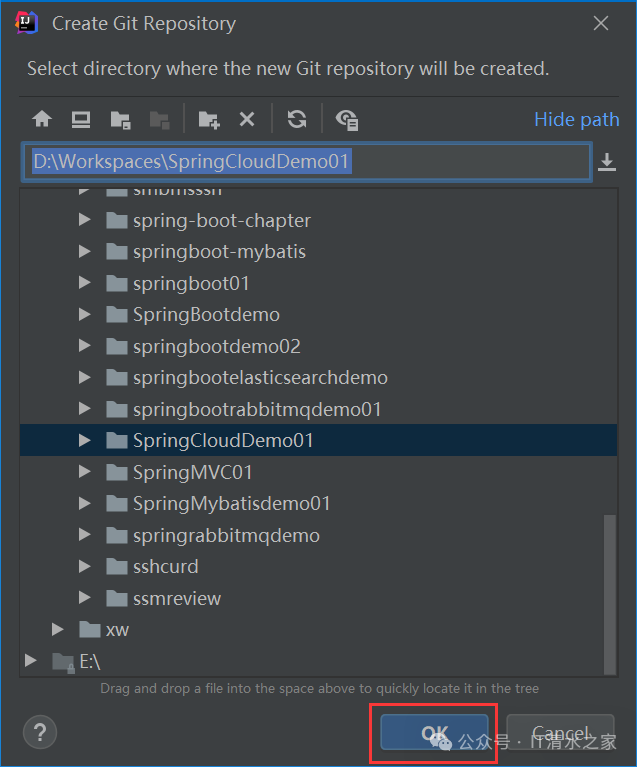 Create Git Repository
Select directory where the new Git repository will be created.
Hide path
D:\Workspaces\SpringCloudDemo01
smbmsssm
spring-boot-chapter
springboot-mybatis
springboot01
SpringBootdemo
springbootdemo02
springbootelasticsearchdemo
springbootrabbitmqdemo01
SpringCloudDemo01
SpringMVC01
SpringMybatisdemo01
springrabbitmqdemo
sshcurd
ssmreview
xw
E:\
Drag and drop a file into the space above to quickly locate it in the tree
? OK Cancel
公众号 · IT清水之家